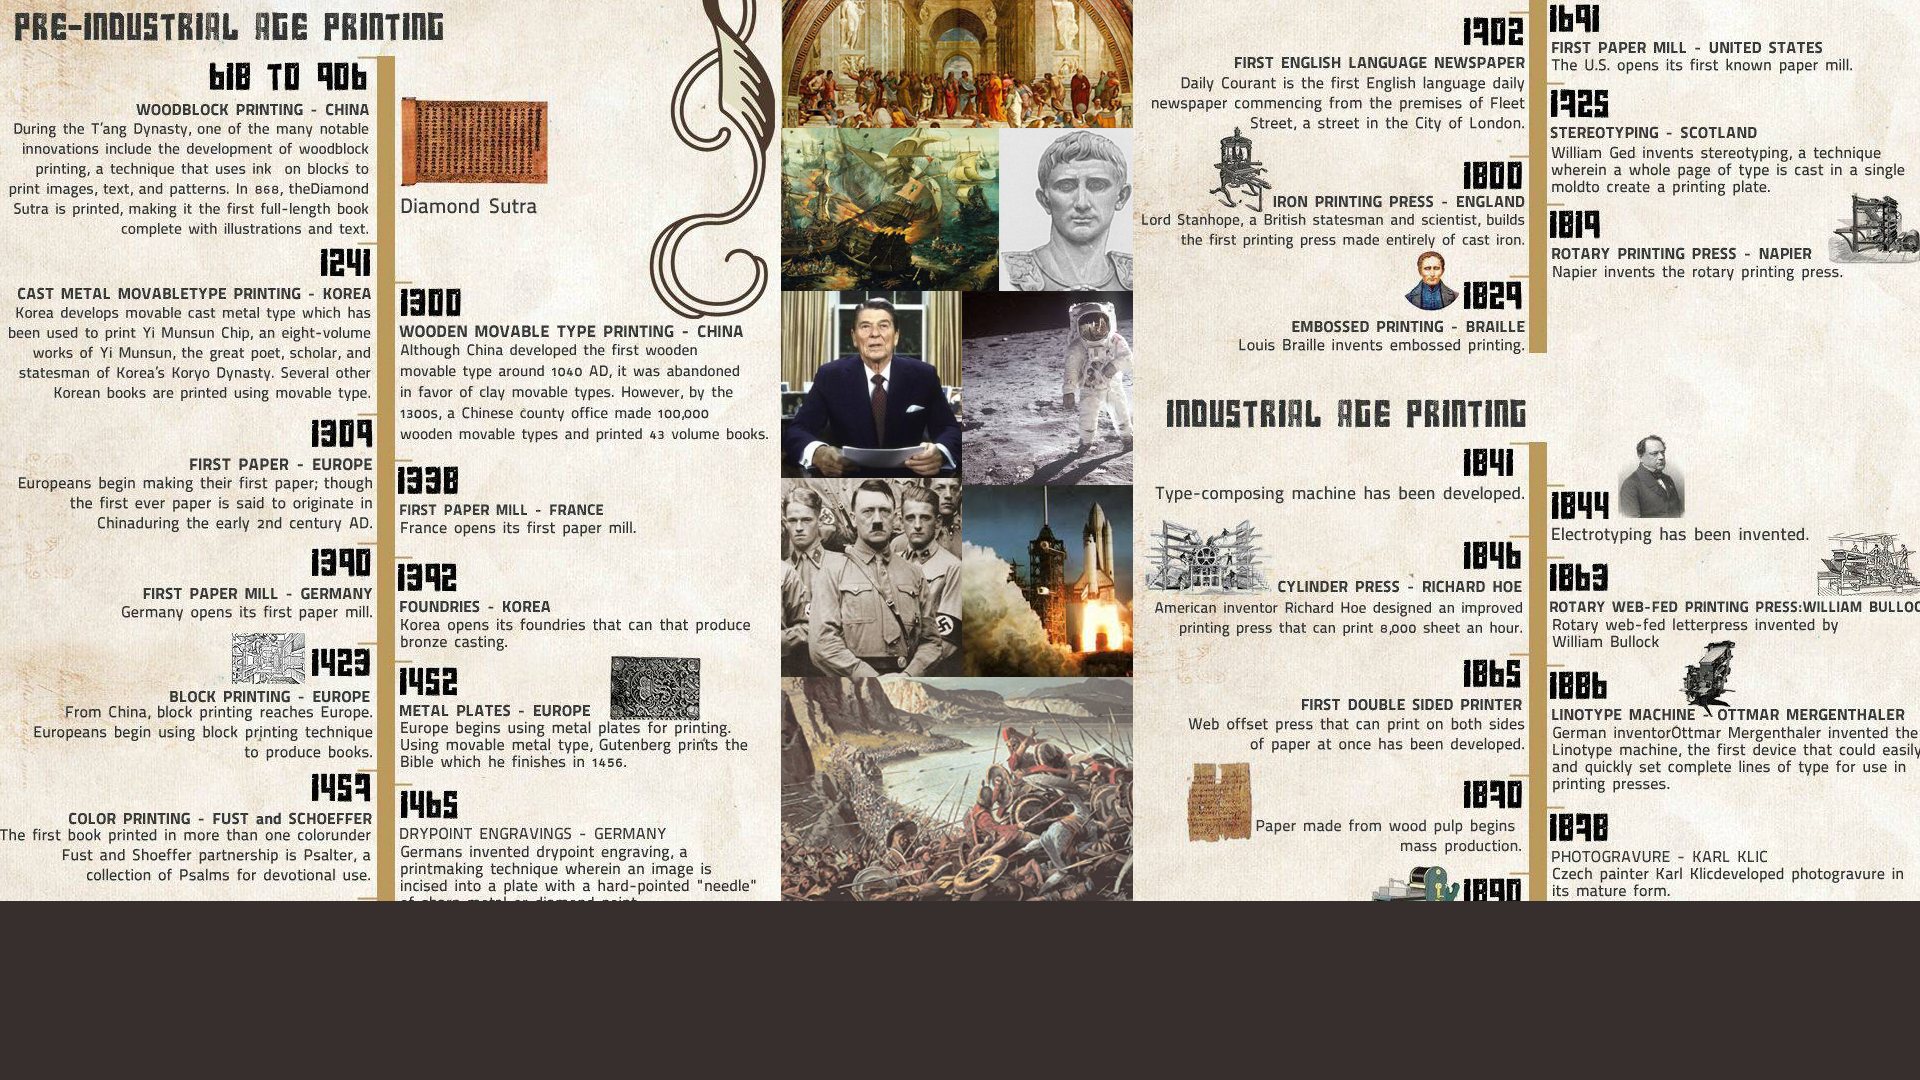 PRE-INDUSTRIAL AGE PRINTING
618 TO 906
WOODBLOCK PRINTING - CHINA
During the T'ang Dynasty, one of the many notable
innovations include the development of woodblock
printing, a technique that uses ink on blocks to
print images, text, and patterns. In 868, theDiamond
Sutra is printed, making it the first full-length book
complete with illustrations and text.
1241
CAST METAL MOVABLETYPE PRINTING - KOREA
Korea develops movable cast metal type which has
been used to print Yi Munsun Chip, an eight-volume
works of Yi Munsun, the great poet, scholar, and
statesman of Korea's Koryo Dynasty. Several other
Korean books are printed using movable type.
1309
FIRST PAPER - EUROPE
Europeans begin making their first paper; though
the first ever paper is said to originate in
Chinaduring the early 2nd century AD.
1390
FIRST PAPER MILL - GERMANY
Germany opens its first paper mill.
1423
BLOCK PRINTING - EUROPE
From China, block printing reaches Europe.
Europeans begin using block printing technique
to produce books.
1457
COLOR PRINTING - FUST and SCHOEFFER
The first book printed in more than one colorunder
Fust and Shoeffer partnership is Psalter, a
collection of Psalms for devotional use.
Diamond Sutra
1300
WOODEN MOVABLE TYPE PRINTING - CHINA
Although China developed the first wooden
movable type around 1040 AD, it was abandoned
in favor of clay movable types. However, by the
1300s, a Chinese county office made 100,000
wooden movable types and printed 43 volume books.
1338
FIRST PAPER MILL - FRANCE
France opens its first paper mill.
1392
FOUNDRIES - KOREA
Korea opens its foundries that can that produce
bronze casting.
1452
METAL PLATES - EUROPE
Europe begins using metal plates for printing.
Using movable metal type, Gutenberg prints the
Bible which he finishes in 1456.
1465
DRYPOINT ENGRAVINGS - GERMANY
Germans invented drypoint engraving, a
printmaking technique wherein an image is
incised into a plate with a hard-pointed "needle"
of sharp metal or diamond point.
1702
FIRST ENGLISH LANGUAGE NEWSPAPER
Daily Courant is the first English language daily
newspaper commencing from the premises of Fleet
Street, a street in the City of London.
1800
IRON PRINTING PRESS - ENGLAND
Lord Stanhope, a British statesman and scientist, builds
the first printing press made entirely of cast iron.
1829
EMBOSSED PRINTING - BRAILLE
Louis Braille invents embossed printing.
1691
FIRST PAPER MILL - UNITED STATES
The U.S. opens its first known paper mill.
1725
STEREOTYPING - SCOTLAND
William Ged invents stereotyping, a technique
wherein a whole page of type is cast in a single
moldto create a printing plate.
1819
ROTARY PRINTING PRESS - NAPIER
Napier invents the rotary printing press.
INDUSTRIAL AGE PRINTING
1841
Type-composing machine has been developed.
1846
CYLINDER PRESS - RICHARD HOE
American inventor Richard Hoe designed an improved
printing press that can print 8,000 sheet an hour.
1865
FIRST DOUBLE SIDED PRINTER
Web offset press that can print on both sides
of paper at once has been developed.
1870
Paper made from wood pulp begins
mass production.
1890
1844
Electrotyping has been invented.
1863
ROTARY WEB-FED PRINTING PRESS:WILLIAM BULLOC
Rotary web-fed letterpress invented by
William Bullock
1886
LINOTYPE MACHINE - OTTMAR MERGENTHALER
German inventorOttmar Mergenthaler invented the
Linotype machine, the first device that could easily
and quickly set complete lines of type for use in
printing presses.
1878
PHOTOGRAVURE - KARL KLIC
Czech painter Karl Klicdeveloped photogravure in
its mature form.